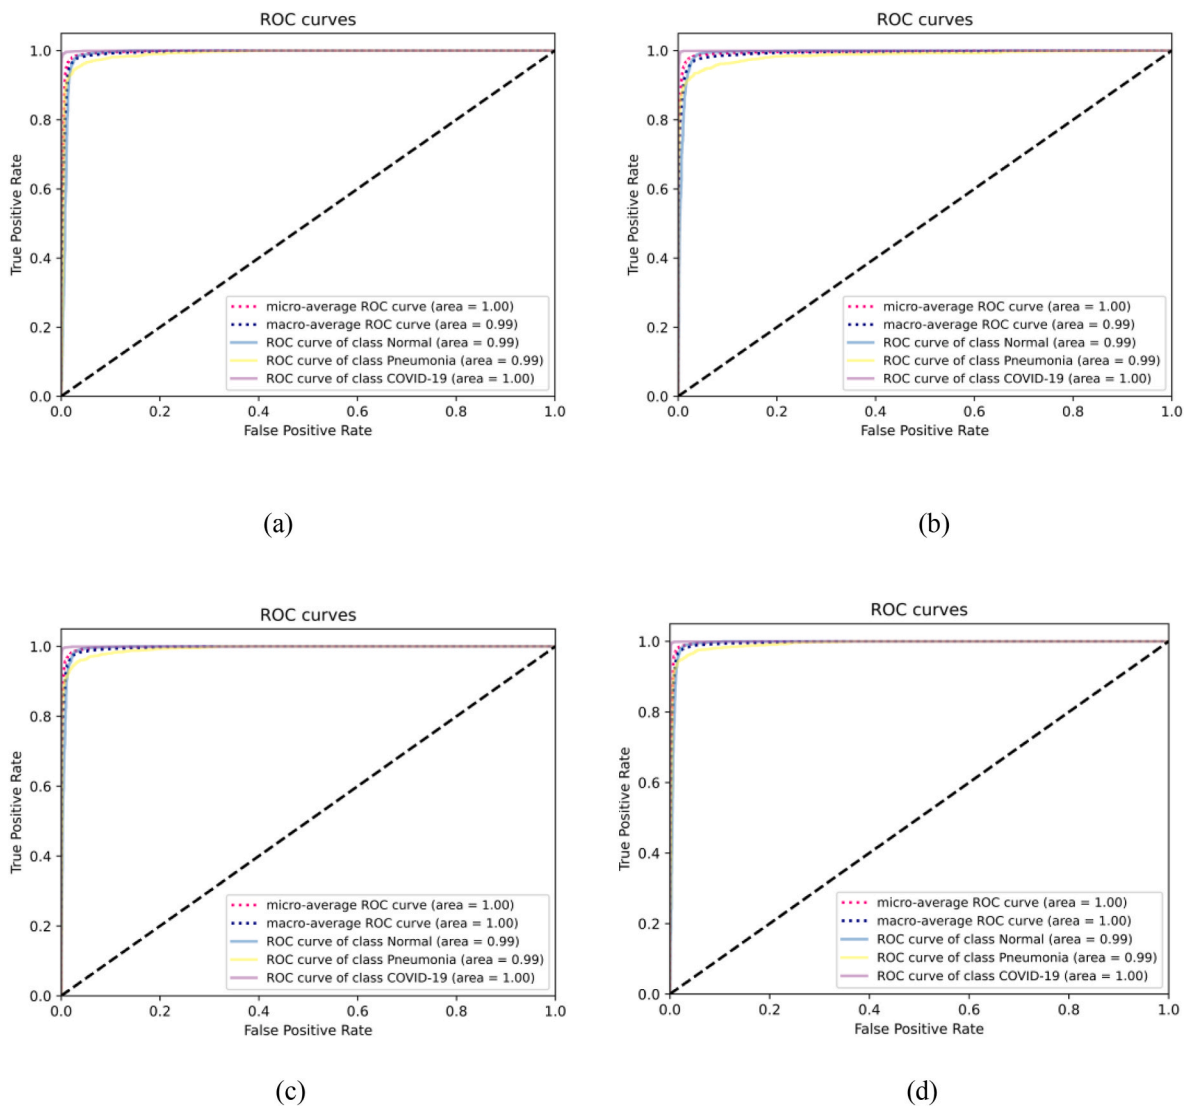 ROC curves
1.0
0.8
0.6
0.4
0.2
0.0
True Positive Rate
micro-average ROC curve (area = 1.00)
macro-average ROC curve (area = 0.99)
ROC curve of class Normal (area = 0.99)
ROC curve of class Pneumonia (area = 0.99)
ROC curve of class COVID-19 (area = 1.00)
0.0 0.2 0.4 0.6 0.8 1.0
False Positive Rate
(a)
ROC curves
1.0
0.8
0.6
0.4
0.2
0.0
True Positive Rate
micro-average ROC curve (area = 1.00)
macro-average ROC curve (area = 0.99)
ROC curve of class Normal (area = 0.99)
ROC curve of class Pneumonia (area = 0.99)
ROC curve of class COVID-19 (area = 1.00)
0.0 0.2 0.4 0.6 0.8 1.0
False Positive Rate
(b)
ROC curves
1.0
0.8
0.6
0.4
0.2
0.0
True Positive Rate
micro-average ROC curve (area = 1.00)
macro-average ROC curve (area = 1.00)
ROC curve of class Normal (area = 0.99)
ROC curve of class Pneumonia (area = 0.99)
ROC curve of class COVID-19 (area = 1.00)
0.0 0.2 0.4 0.6 0.8 1.0
False Positive Rate
(c)
ROC curves
1.0
0.8
0.6
0.4
0.2
0.0
True Positive Rate
micro-average ROC curve (area = 1.00)
macro-average ROC curve (area = 1.00)
ROC curve of class Normal (area = 0.99)
ROC curve of class Pneumonia (area = 0.99)
ROC curve of class COVID-19 (area = 1.00)
0.0 0.2 0.4 0.6 0.8 1.0
False Positive Rate
(d)